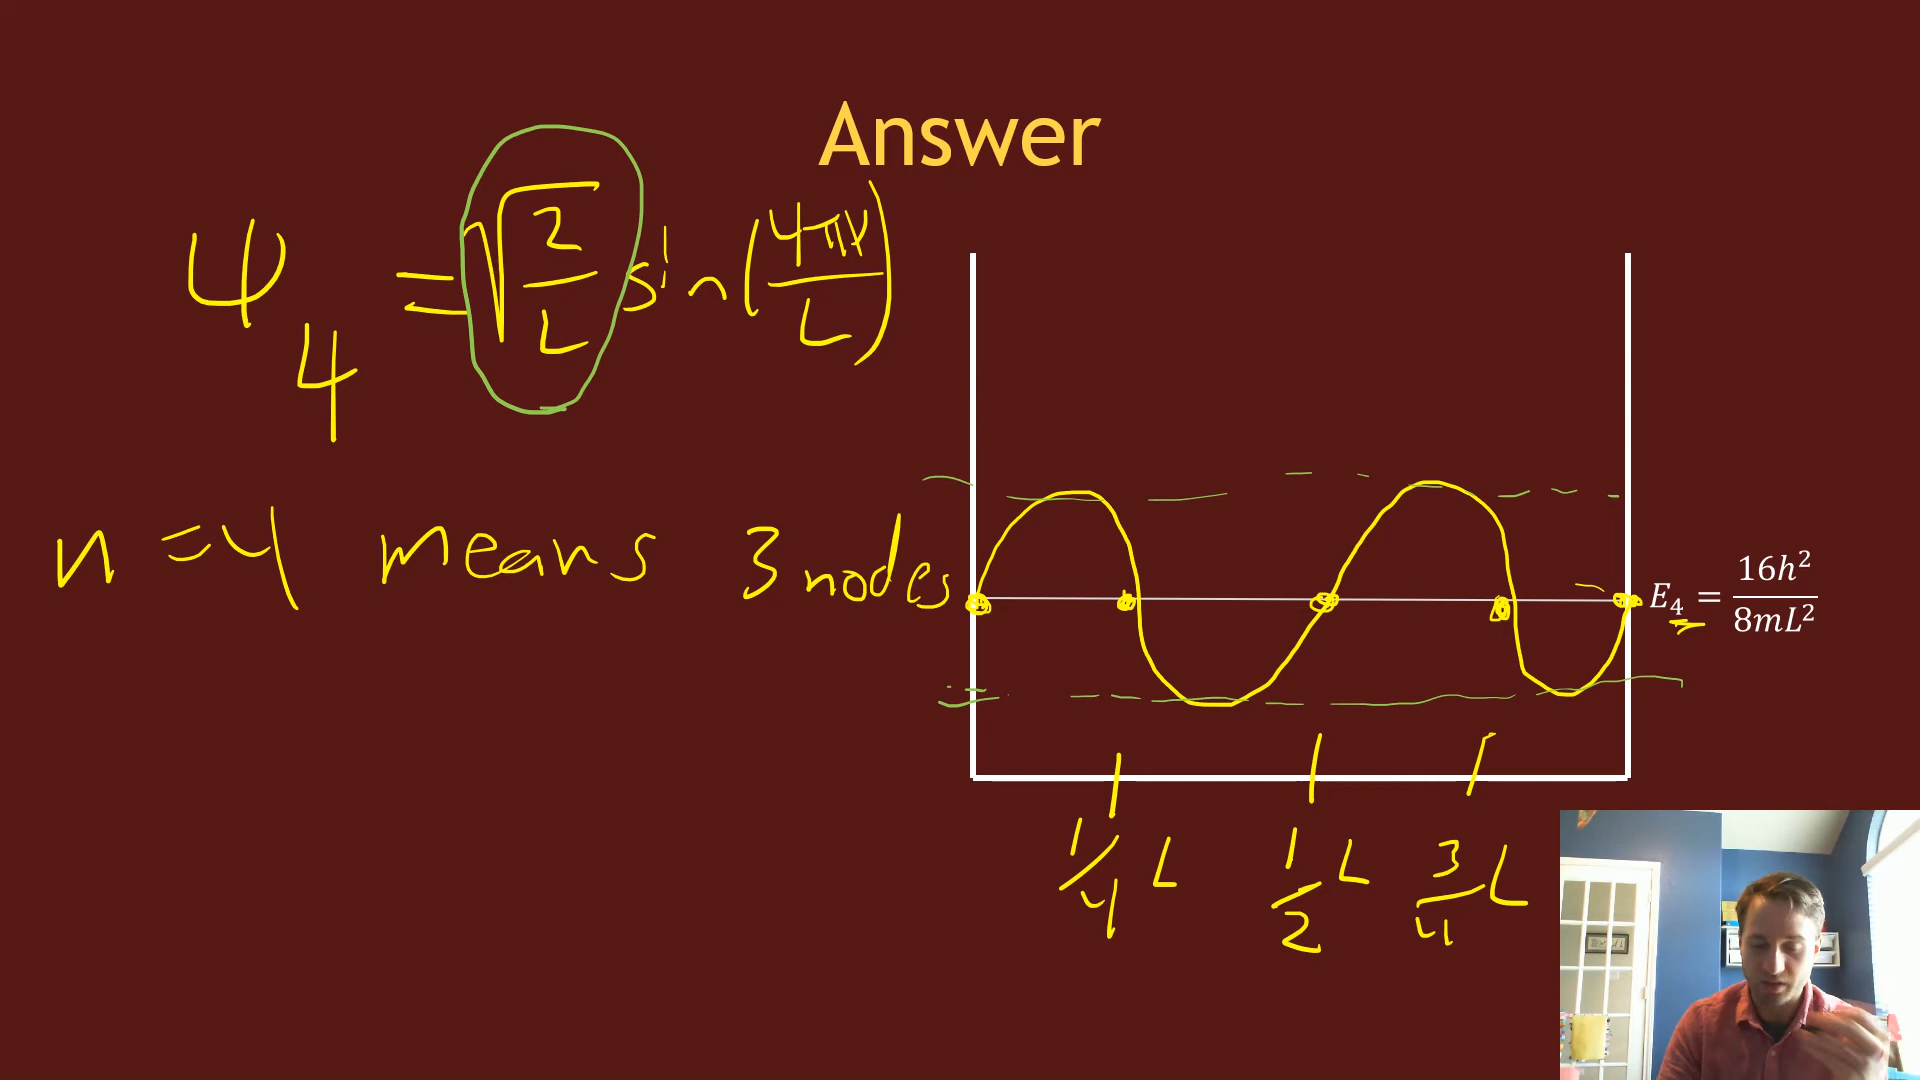 Answer
ψ₄ = √(2/L) sin(4πx/L)
n = 4 means 3 nodes
E₄ = 16h²/8mL²
1/4 L 1/2 L 3/4 L